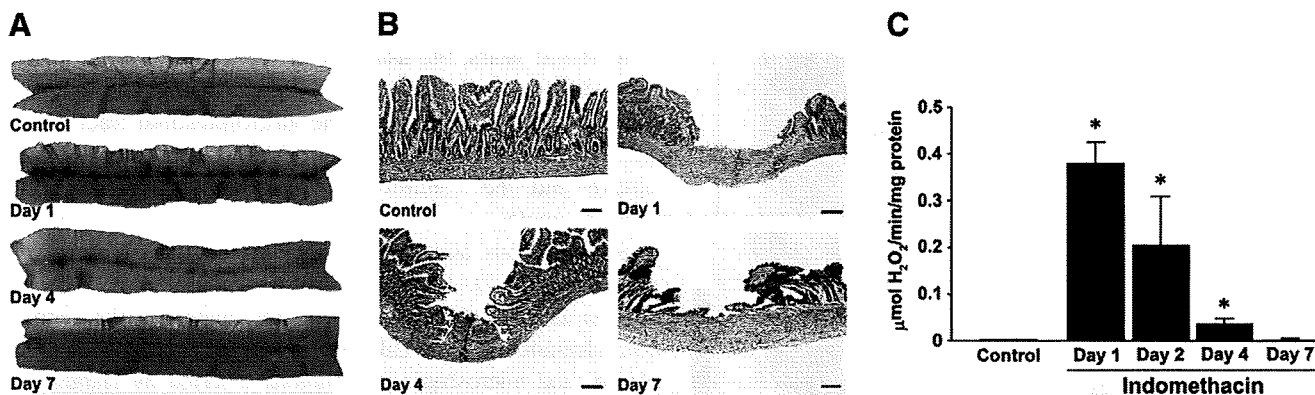 A
Control
Day 1
Day 4
Day 7
B
Control
Day 1
Day 4
Day 7
C
μmol H₂O₂/min/mg protein
0.5
0.4
0.3
0.2
0.1
0
*
*
*
Control
Day 1
Day 2
Day 4
Day 7
Indomethacin